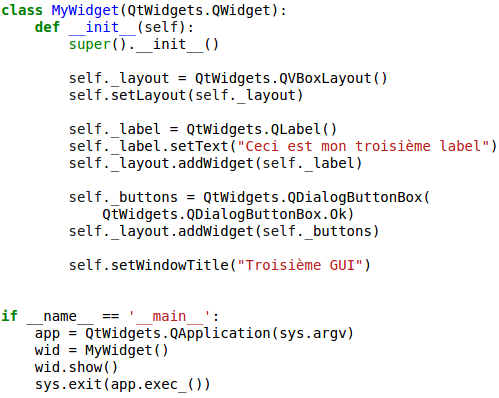 class MyWidget(QtWidgets.QWidget):
    def __init__(self):
        super().__init__()

        self._layout = QtWidgets.QVBoxLayout()
        self.setLayout(self._layout)

        self._label = QtWidgets.QLabel()
        self._label.setText("Ceci est mon troisième label")
        self._layout.addWidget(self._label)

        self._buttons = QtWidgets.QDialogButtonBox(
            QtWidgets.QDialogButtonBox.Ok)
        self._layout.addWidget(self._buttons)

        self.setWindowTitle("Troisième GUI")


if __name__ == '__main__':
    app = QtWidgets.QApplication(sys.argv)
    wid = MyWidget()
    wid.show()
    sys.exit(app.exec_())